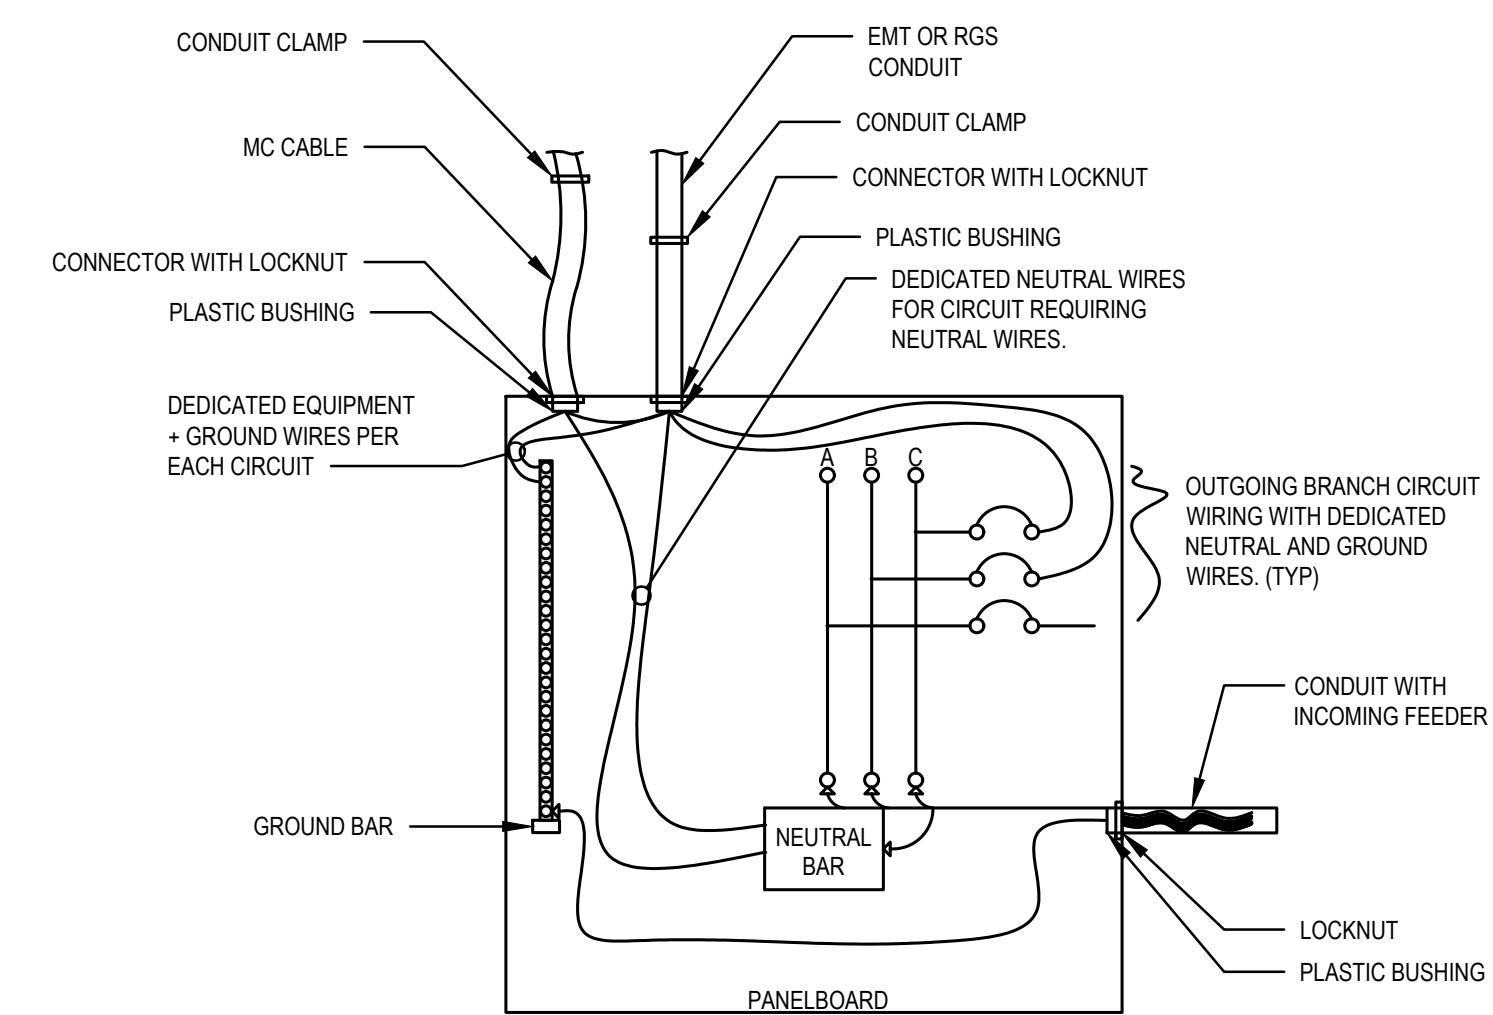 CONDUIT CLAMP
MC CABLE
CONNECTOR WITH LOCKNUT
PLASTIC BUSHING
DEDICATED EQUIPMENT
+ GROUND WIRES PER
EACH CIRCUIT
GROUND BAR
EMT OR RGS
CONDUIT
CONDUIT CLAMP
CONNECTOR WITH LOCKNUT
PLASTIC BUSHING
DEDICATED NEUTRAL WIRES
FOR CIRCUIT REQUIRING
NEUTRAL WIRES.
A B C
OUTGOING BRANCH CIRCUIT
WIRING WITH DEDICATED
NEUTRAL AND GROUND
WIRES. (TYP)
CONDUIT WITH
INCOMING FEEDER
NEUTRAL
BAR
LOCKNUT
PLASTIC BUSHING
PANELBOARD